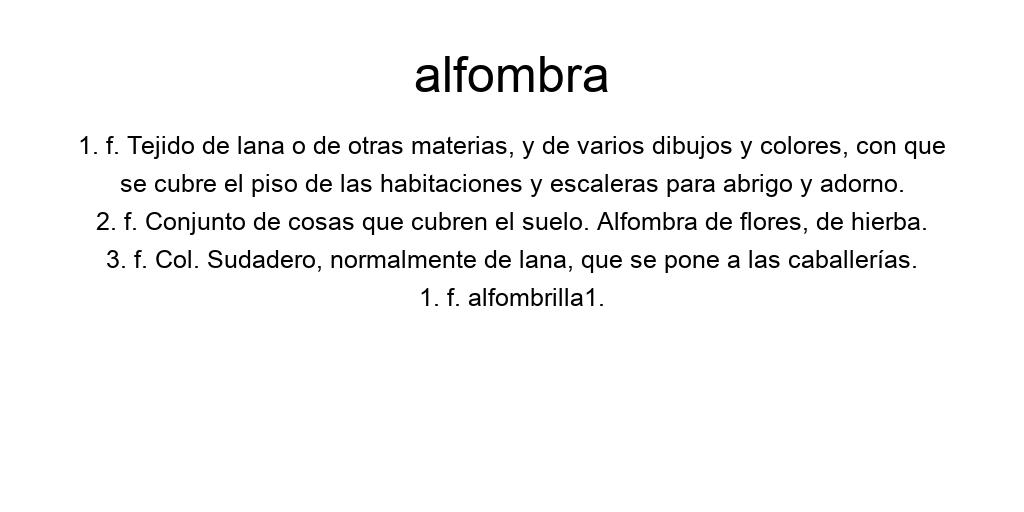 alfombra
1. f. Tejido de lana o de otras materias, y de varios dibujos y colores, con que
se cubre el piso de las habitaciones y escaleras para abrigo y adorno.
2. f. Conjunto de cosas que cubren el suelo. Alfombra de flores, de hierba.
3. f. Col. Sudadero, normalmente de lana, que se pone a las caballerías.
1. f. alfombrilla1.